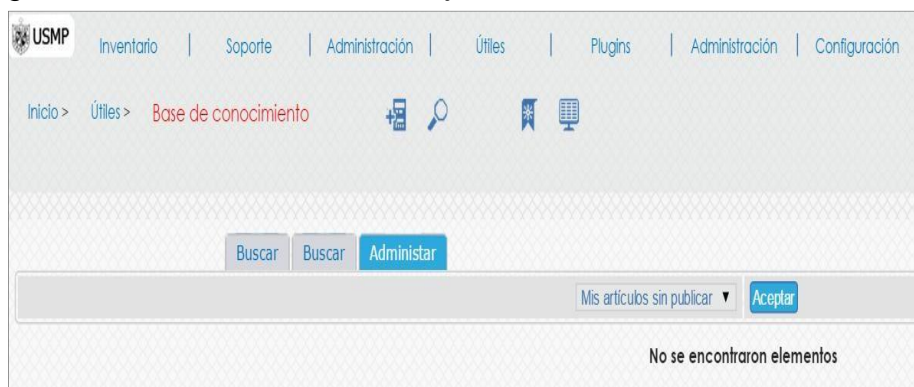 USMP
Inventario | Soporte | Administración | Útiles | Plugins | Administración | Configuración
Inicio > Útiles > Base de conocimiento
Buscar Buscar Administar
Mis artículos sin publicar ▼ Aceptar
No se encontraron elementos